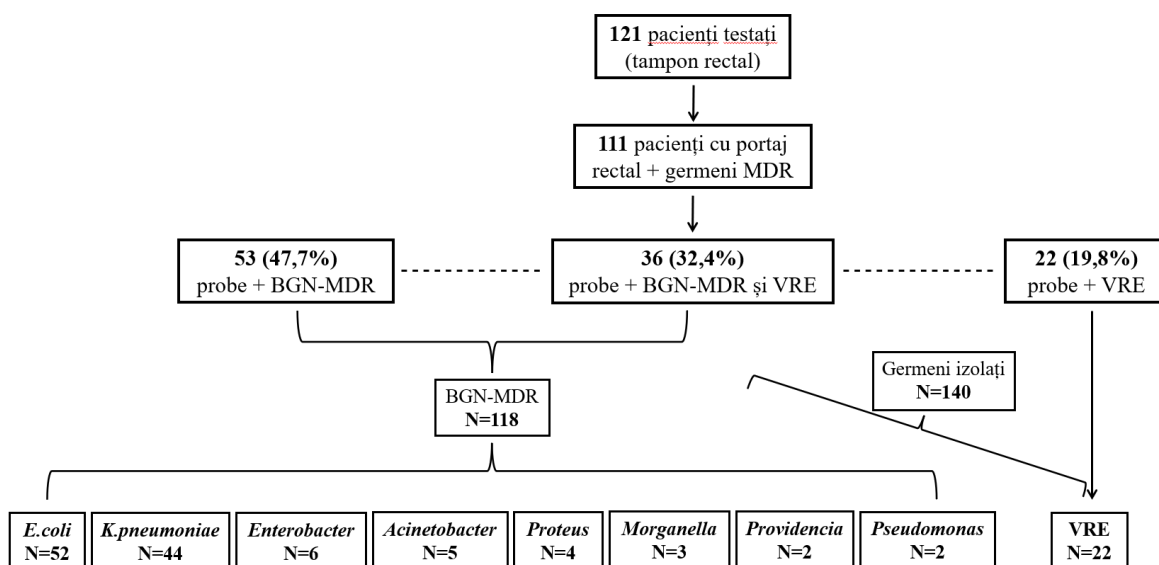 121 pacienți testați
(tampon rectal)
111 pacienți cu portaj
rectal + germeni MDR
53 (47,7%)
probe + BGN-MDR
36 (32,4%)
probe + BGN-MDR și VRE
22 (19,8%)
probe + VRE
Germeni izolați
N=140
BGN-MDR
N=118
E.coli
N=52
K.pneumoniae
N=44
Enterobacter
N=6
Acinetobacter
N=5
Proteus
N=4
Morganella
N=3
Providencia
N=2
Pseudomonas
N=2
VRE
N=22